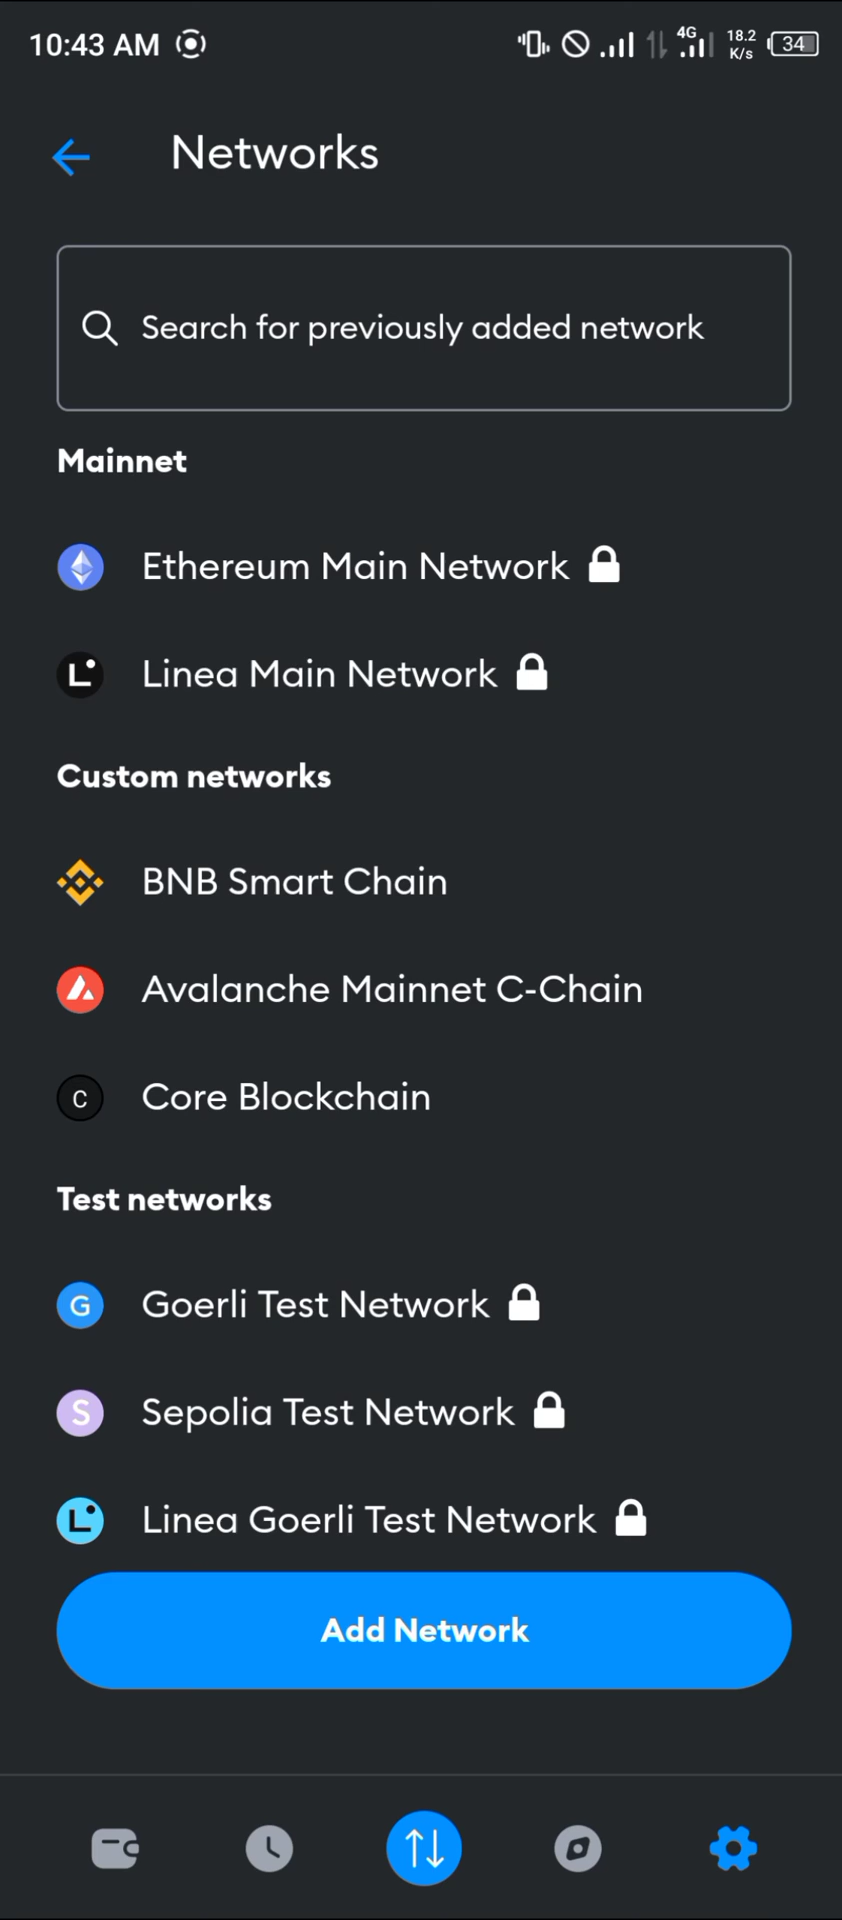 10:43 AM 4G 18.2 K/s 34
Networks
Search for previously added network
Mainnet
Ethereum Main Network
L Linea Main Network
Custom networks
BNB Smart Chain
Avalanche Mainnet C-Chain
C Core Blockchain
Test networks
G Goerli Test Network
S Sepolia Test Network
L Linea Goerli Test Network
Add Network